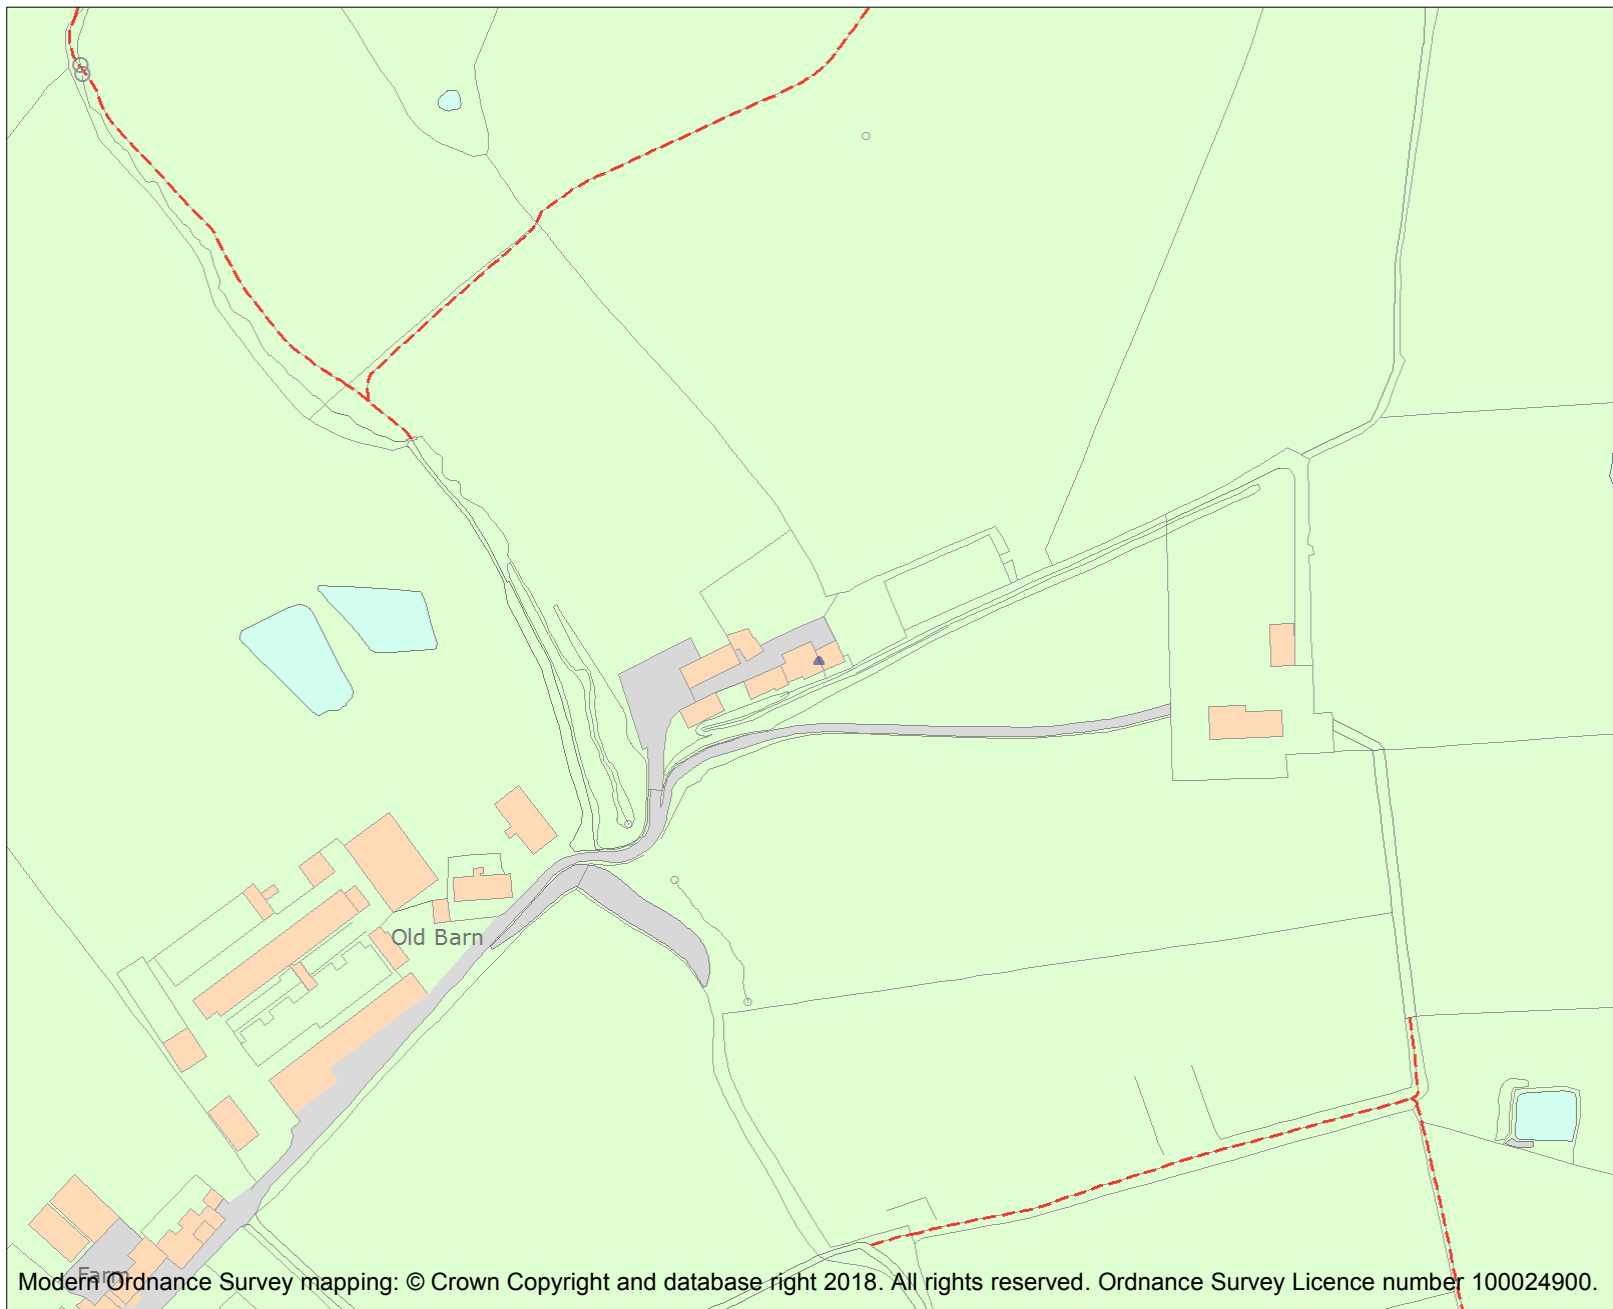 Old Barn
Farm
Modern Ordnance Survey mapping: © Crown Copyright and database right 2018. All rights reserved. Ordnance Survey Licence number 100024900.